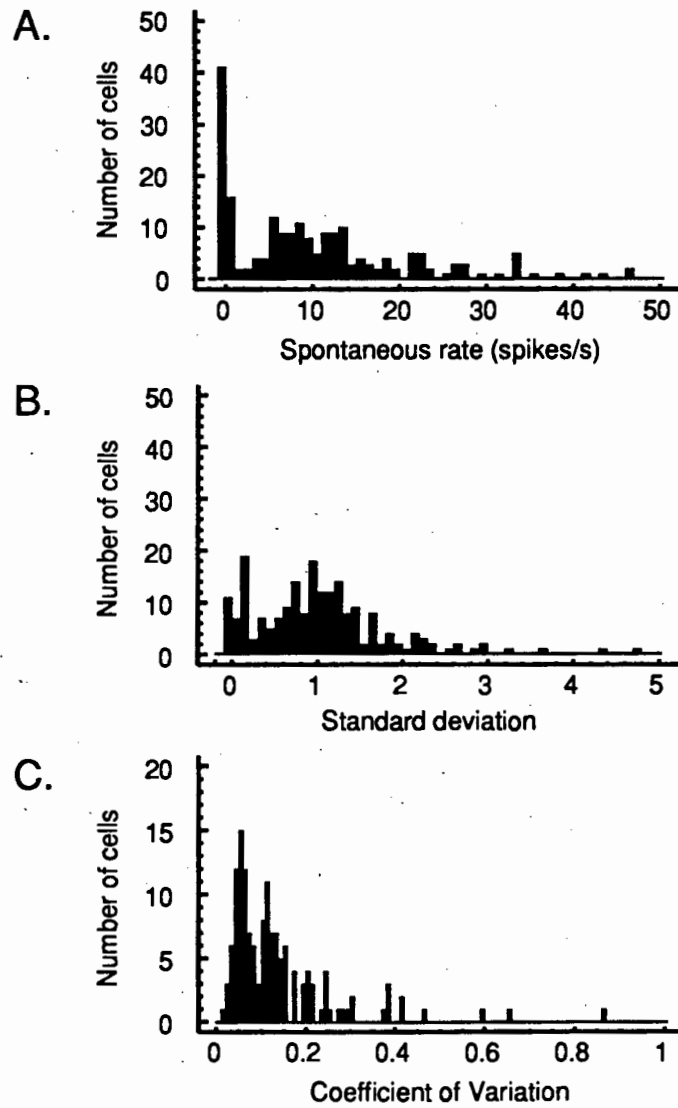 A.
50
40
30
20
10
0
Number of cells
0 10 20 30 40 50
Spontaneous rate (spikes/s)
B.
50
40
30
20
10
0
Number of cells
0 1 2 3 4 5
Standard deviation
C.
20
15
10
5
0
Number of cells
0 0.2 0.4 0.6 0.8 1
Coefficient of Variation